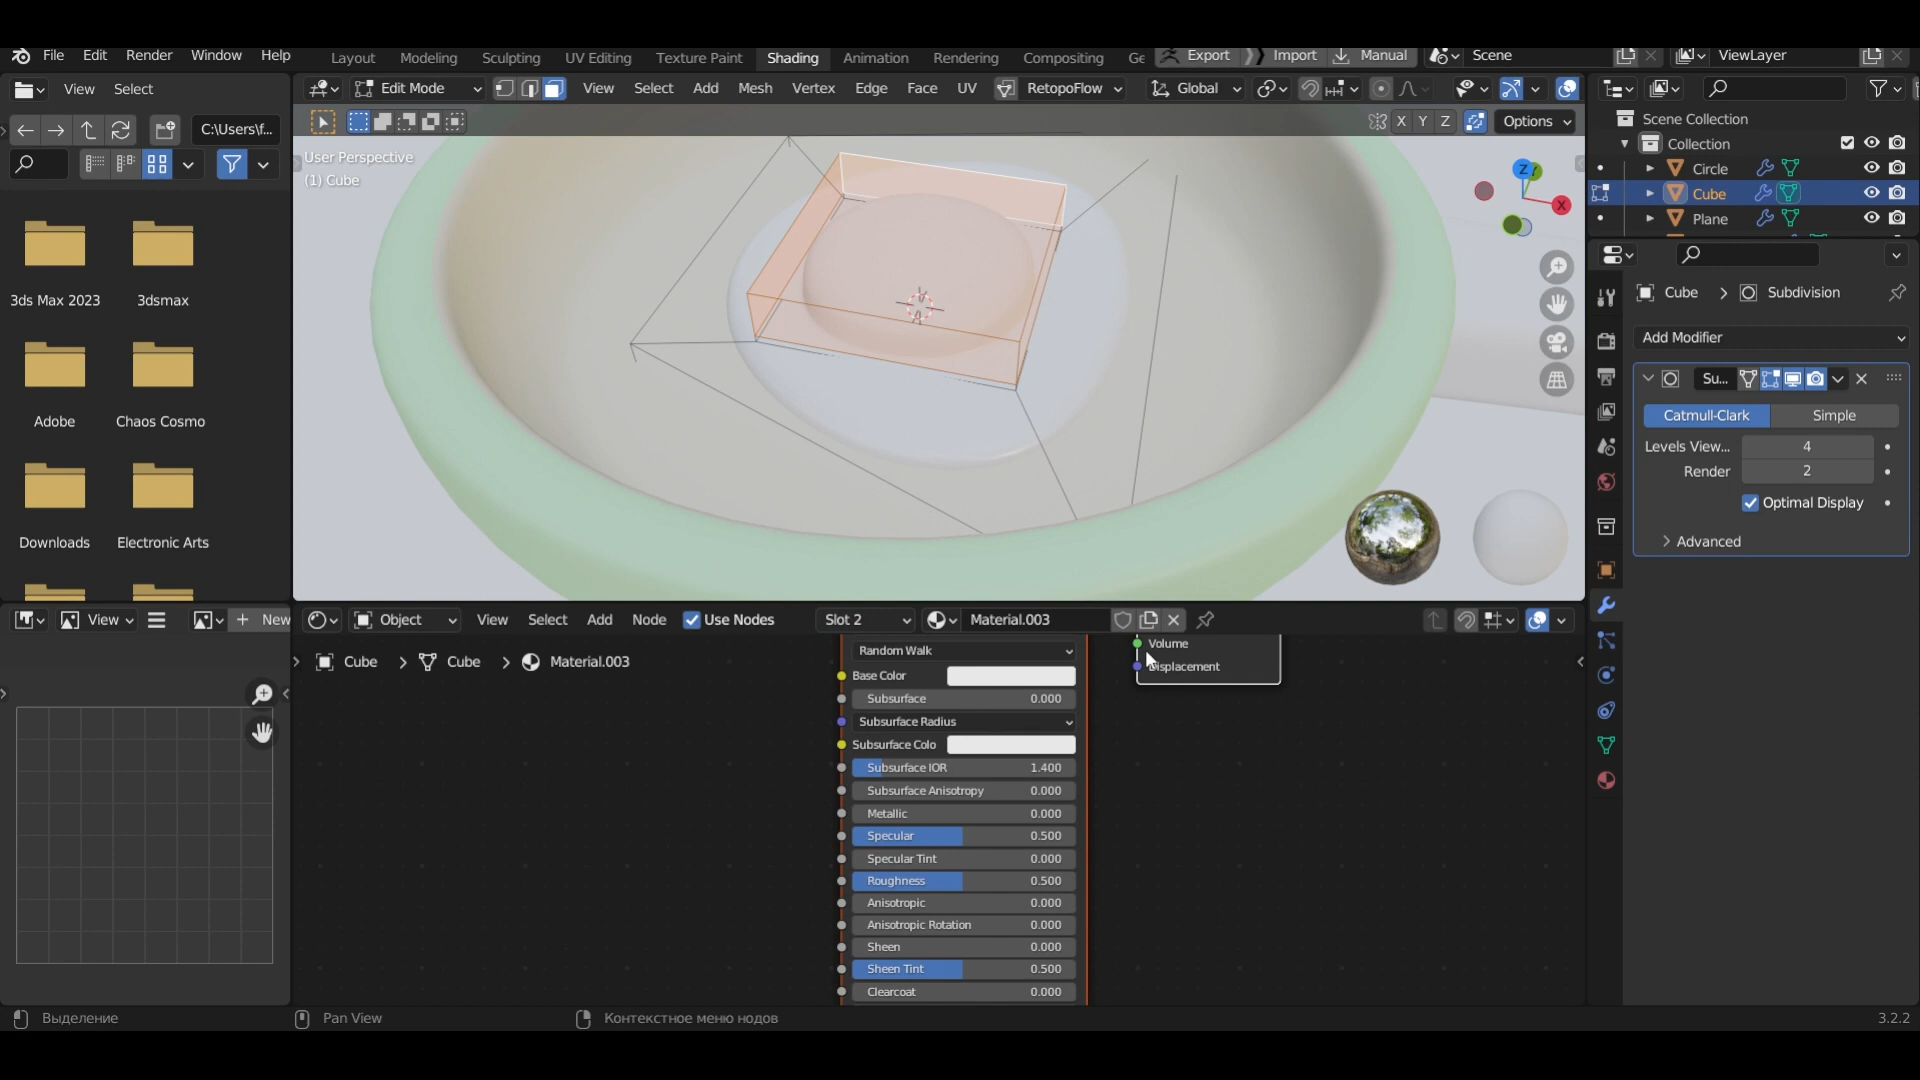 File Edit Render Window Help
Layout Modeling Sculpting UV Editing Texture Paint Shading Animation Rendering Compositing Ge
Export Import Manual Scene ViewLayer
View Select
Edit Mode View Select Add Mesh Vertex Edge Face UV RetopoFlow Global
C:\Users\f...
X Y Z Options
User Perspective
(1) Cube
Z X
3ds Max 2023 3dsmax
Adobe Chaos Cosmo
Downloads Electronic Arts
Scene Collection
Collection
Circle
Cube
Plane
Cube > Subdivision
Add Modifier
Su...
Catmull-Clark Simple
Levels View... 4
Render 2
Optimal Display
Advanced
View New
Object View Select Add Node Use Nodes Slot 2 Material.003
Cube > Cube > Material.003
Random Walk
Base Color
Subsurface 0.000
Subsurface Radius
Subsurface Colo
Subsurface IOR 1.400
Subsurface Anisotropy 0.000
Metallic 0.000
Specular 0.500
Specular Tint 0.000
Roughness 0.500
Anisotropic 0.000
Anisotropic Rotation 0.000
Sheen 0.000
Sheen Tint 0.500
Clearcoat 0.000
Volume
Displacement
Выделение Pan View Контекстное меню нодов 3.2.2